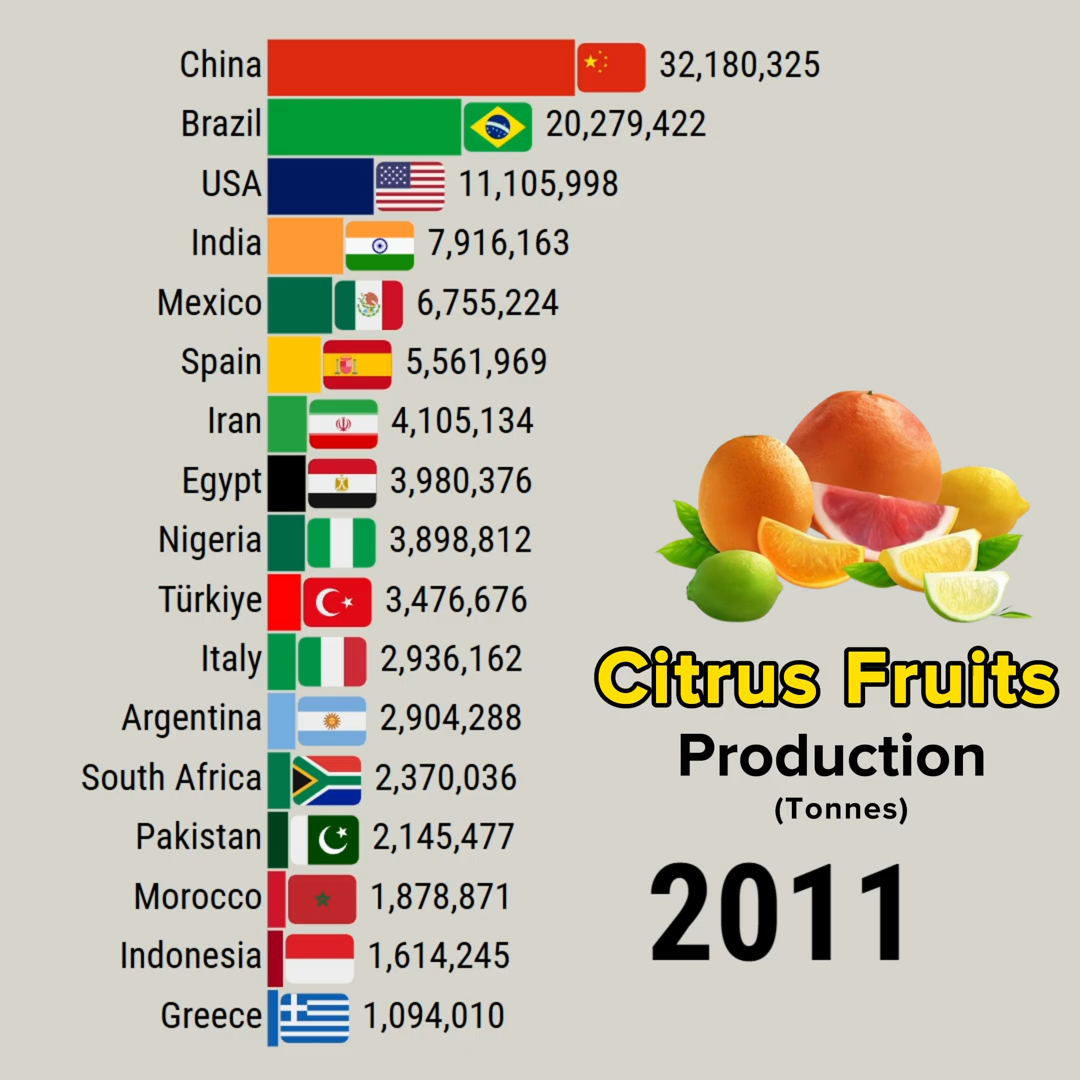 China 32,180,325
Brazil 20,279,422
USA 11,105,998
India 7,916,163
Mexico 6,755,224
Spain 5,561,969
Iran 4,105,134
Egypt 3,980,376
Nigeria 3,898,812
Türkiye 3,476,676
Italy 2,936,162
Argentina 2,904,288
South Africa 2,370,036
Pakistan 2,145,477
Morocco 1,878,871
Indonesia 1,614,245
Greece 1,094,010
Citrus Fruits
Production
(Tonnes)
2011